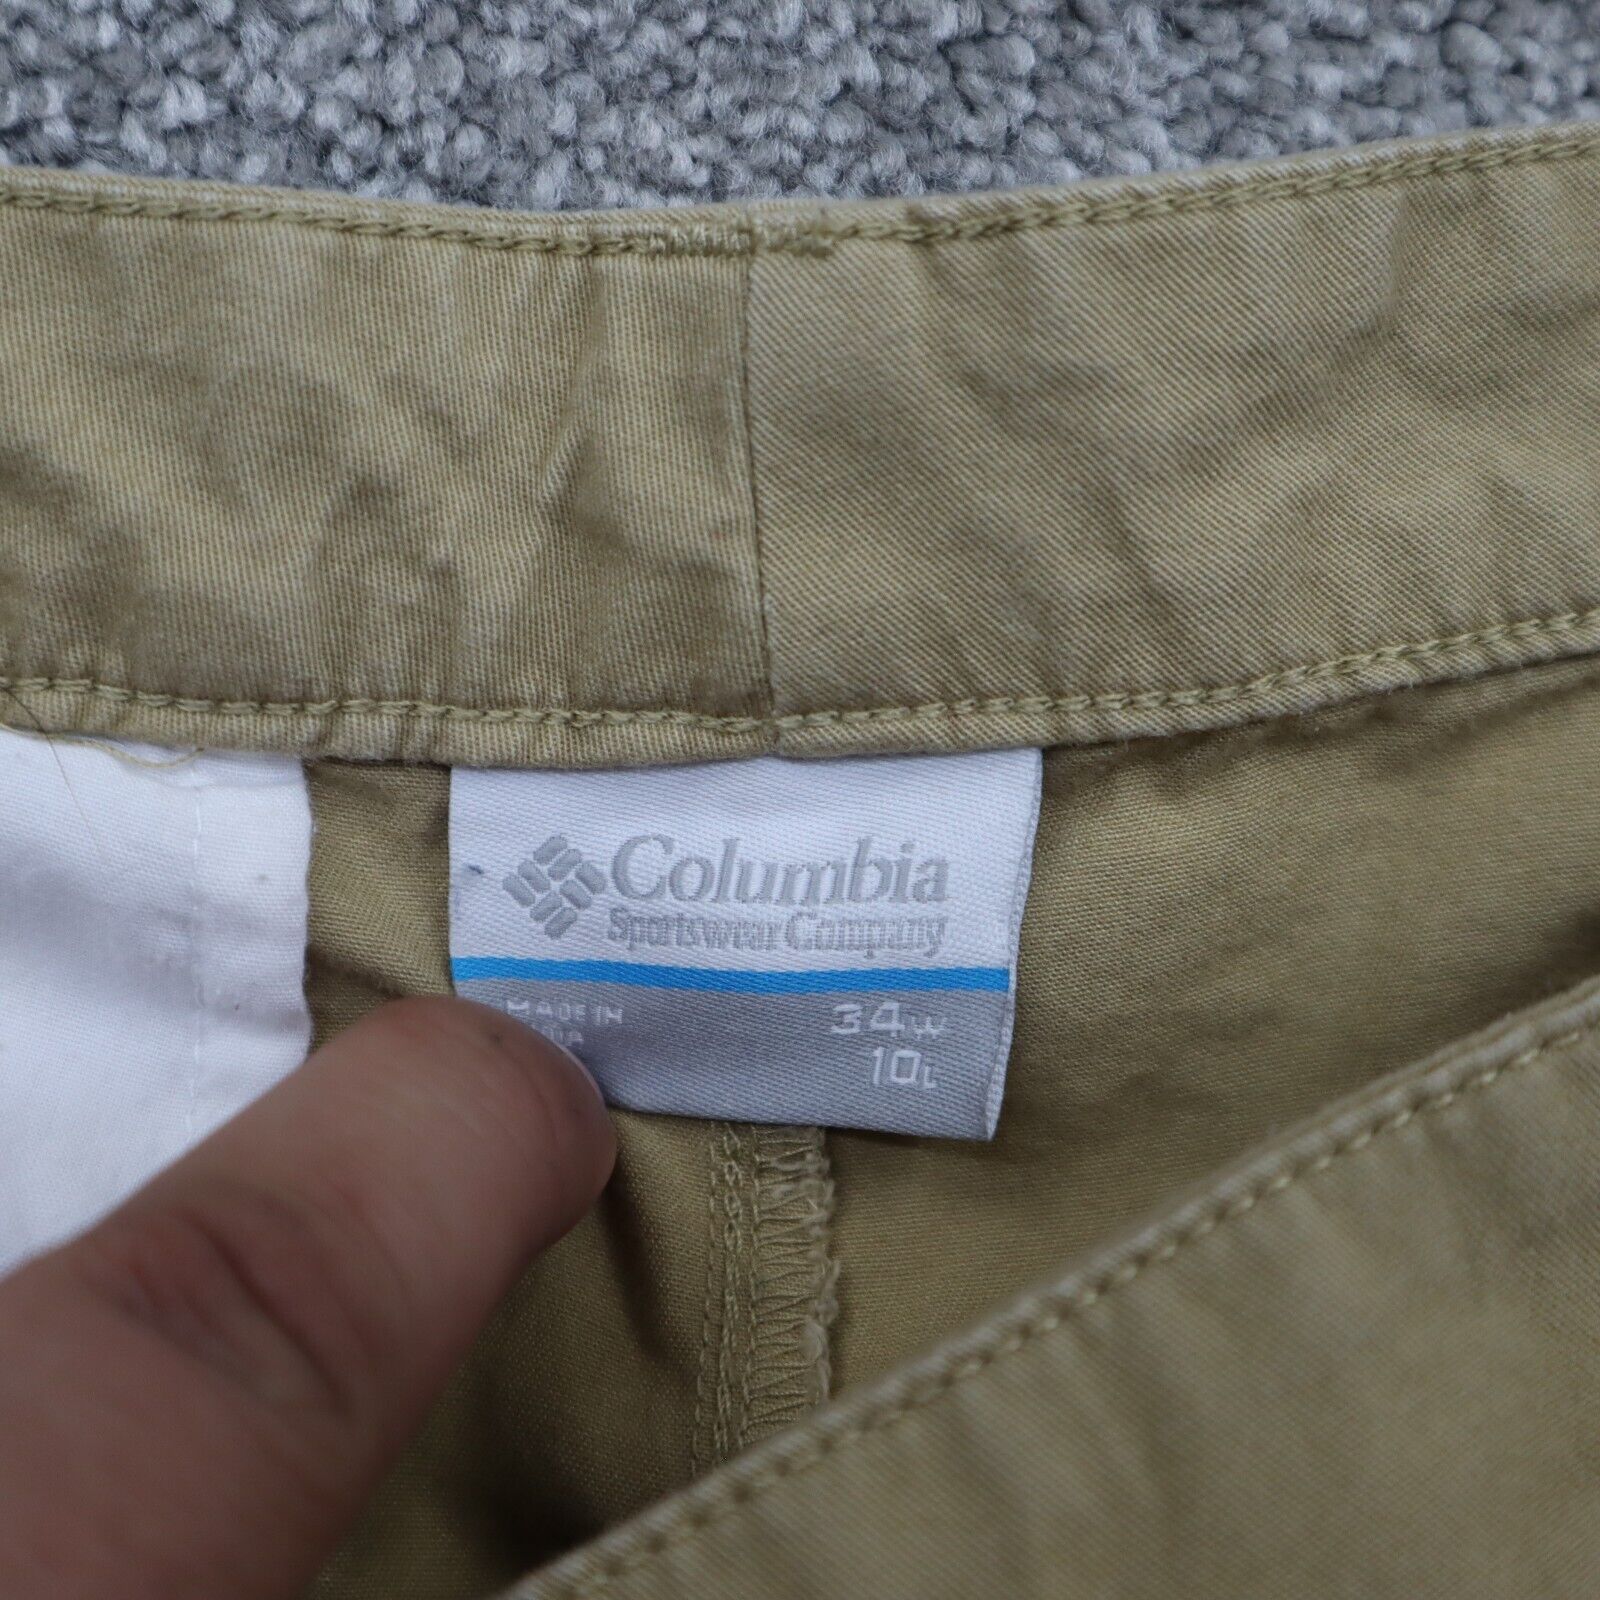 Columbia
Sportswear Company
MADE IN
34W
10L